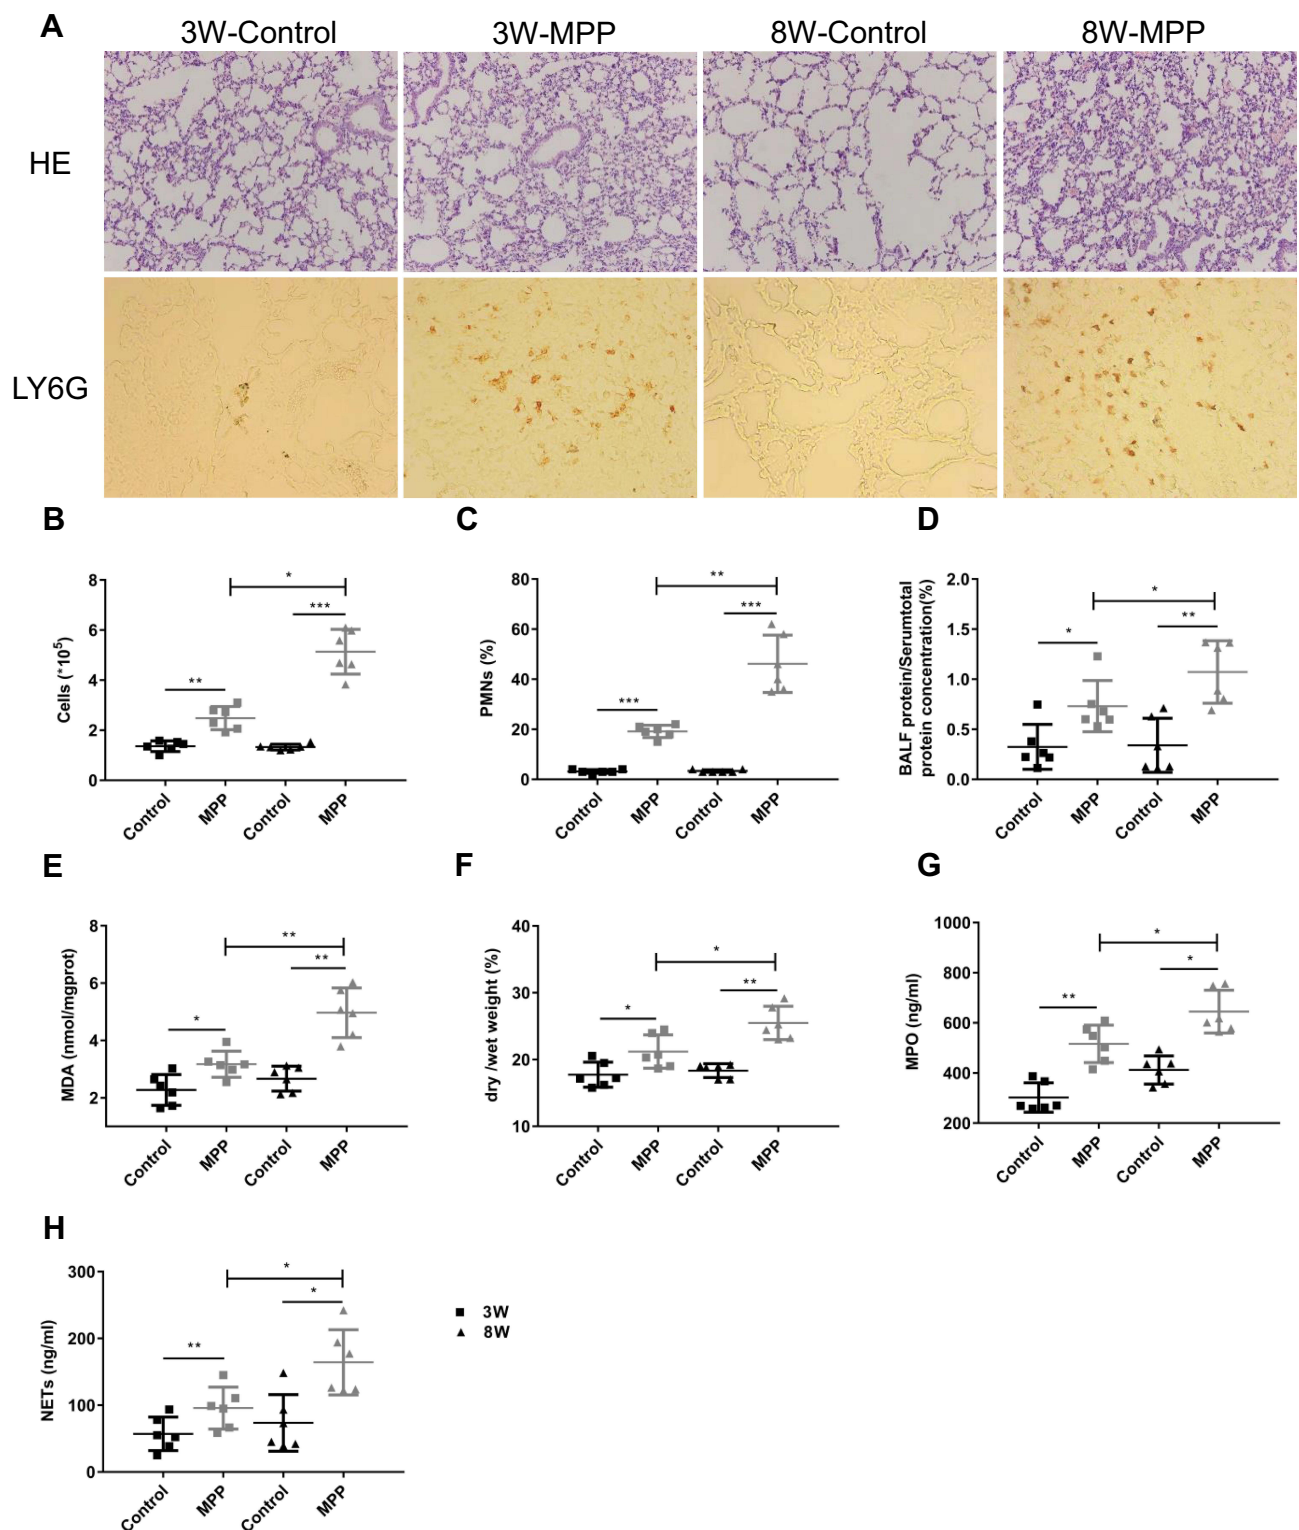 A
3W-Control 3W-MPP 8W-Control 8W-MPP
HE
LY6G
B
Cells (*10⁵)
8
6
4
2
0
**
***
*
Control MPP Control MPP
C
PMNs (%)
80
60
40
20
0
***
***
**
Control MPP Control MPP
D
BALF protein/Serumtotal
protein concentration(%)
2.0
1.5
1.0
0.5
0.0
*
**
*
Control MPP Control MPP
E
MDA (nmol/mgprot)
8
6
4
2
*
**
**
Control MPP Control MPP
F
dry /wet weight (%)
40
30
20
10
*
**
*
Control MPP Control MPP
G
MPO (ng/ml)
1000
800
600
400
200
**
*
*
Control MPP Control MPP
H
NETs (ng/ml)
300
200
100
0
**
*
*
Control MPP Control MPP
3W
8W